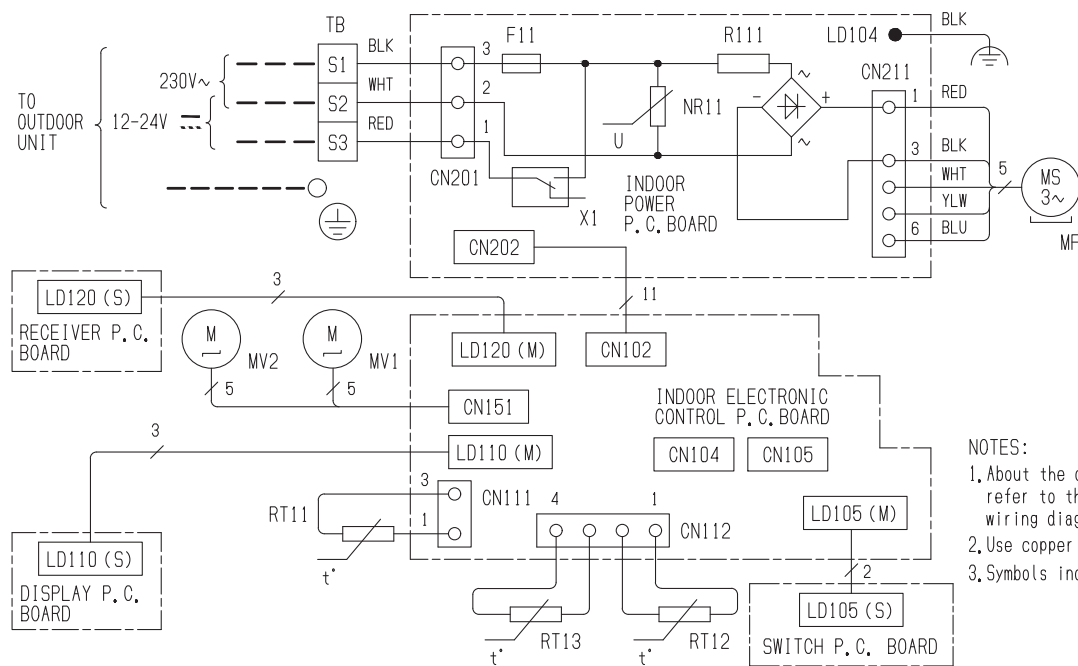 TB
BLK
F11
R111
LD104
BLK
3
CN211
S1
230V~
WHT
2
~
1
RED
TO
OUTDOOR
UNIT
12-24V
S2
-
+
NR11
RED
1
U
~
3
BLK
S3
CN201
INDOOR
POWER
P.C.BOARD
WHT
5
MS
3~
X1
YLW
6
BLU
MF
CN202
11
LD120(S)
3
RECEIVER P.C.
BOARD
M
MV2
M
MV1
LD120(M)
CN102
5
5
CN151
INDOOR ELECTRONIC
CONTROL P.C.BOARD
3
LD110(M)
CN104
CN105
NOTES:
1.About the
refer to th
wiring diag
2.Use copper
3.Symbols
3
CN111
4
1
RT11
1
CN112
LD105(M)
t°
LD110(S)
2
DISPLAY P.C.
BOARD
LD105(S)
RT13
RT12
t°
t°
SWITCH P.C. BOARD